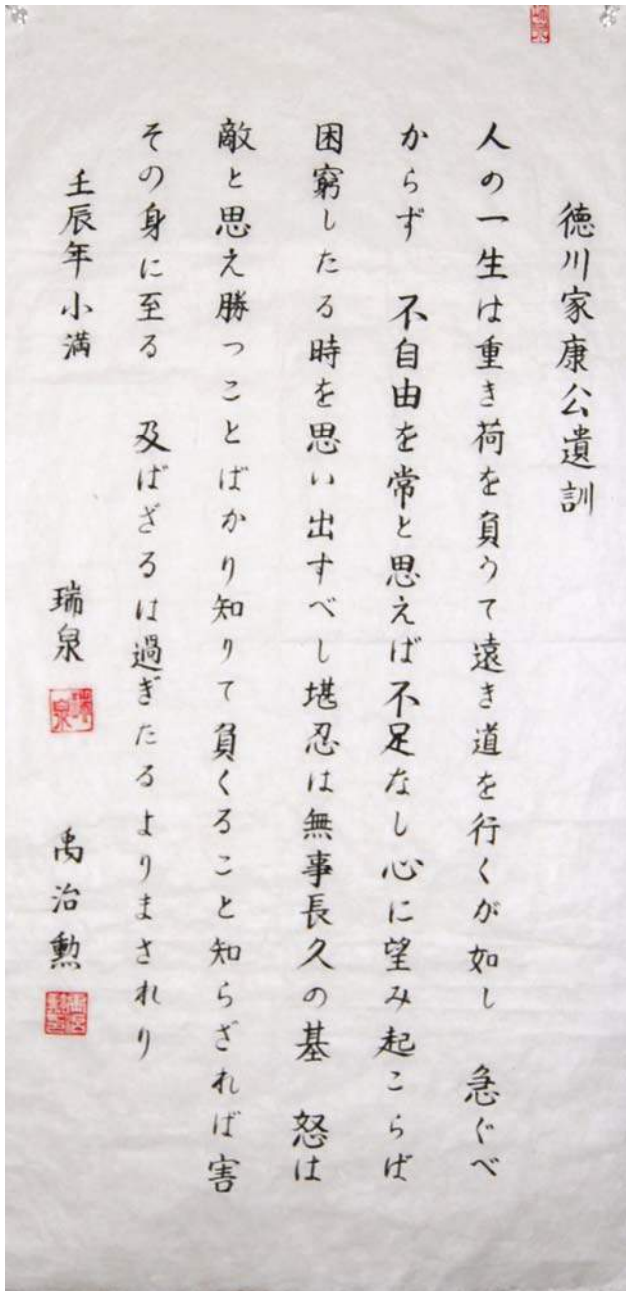 徳川家康公遺訓
人の一生は重き荷を負うて遠き道を行くが如し 急ぐべ
からず 不自由を常と思えば不足なし心に望み起こらば
困窮したる時を思い出すべし堪忍は無事長久の基 怒は
敵と思え勝つことばかり知りて負くること知らざれば害
その身に至る 及ばざるは過ぎたるよりまされり
壬辰年小満
瑞泉
禹治勲